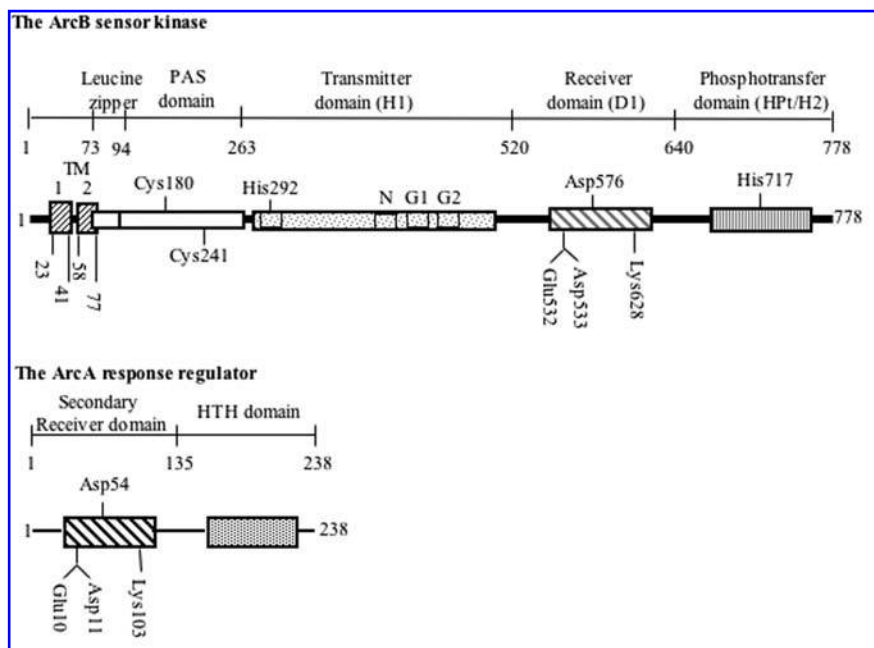 The ArcB sensor kinase
Leucine zipper
PAS domain
Transmitter domain (H1)
Receiver domain (D1)
Phosphotransfer domain (HPt/H2)
1 73 94 263 520 640 778
TM
1 2
Cys180
His292
N G1 G2
Asp576
His717
1
778
Cys241
23
41
58
77
Glu532
Asp533
Lys628
The ArcA response regulator
Secondary
Receiver domain
HTH domain
1 135 238
Asp54
1
238
Glu10
Asp11
Lys103